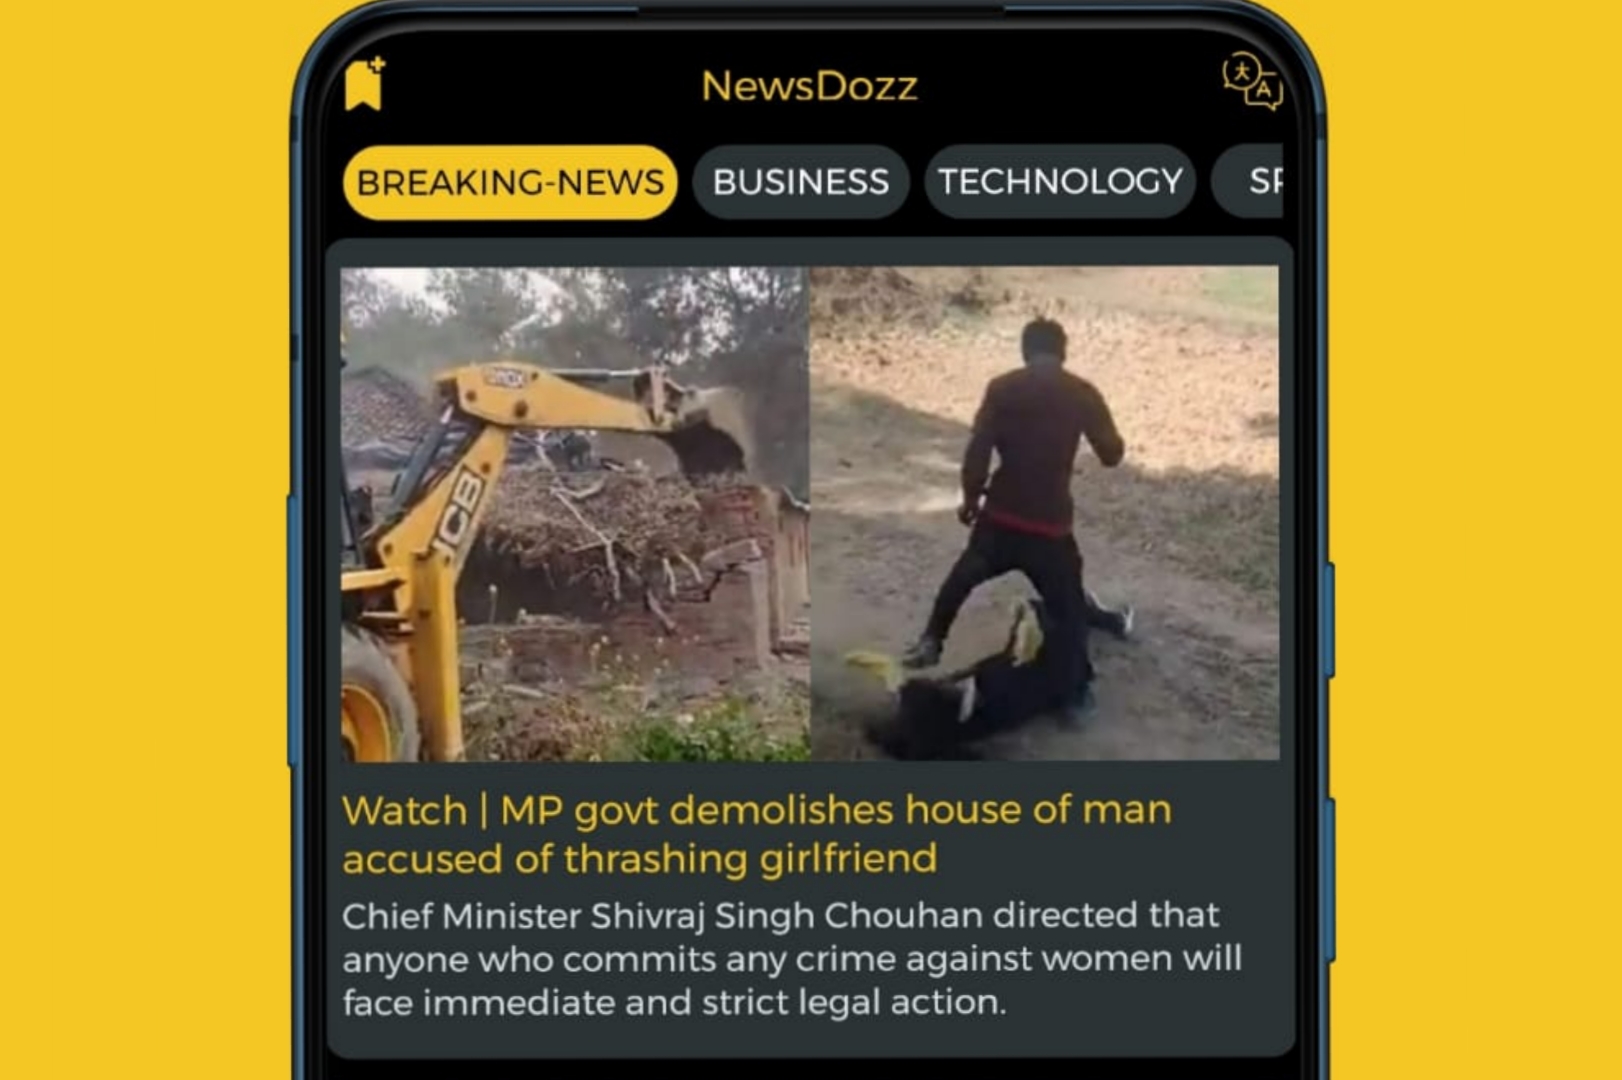 NewsDozz
BREAKING-NEWS BUSINESS TECHNOLOGY SP
JCB
Watch | MP govt demolishes house of man
accused of thrashing girlfriend
Chief Minister Shivraj Singh Chouhan directed that
anyone who commits any crime against women will
face immediate and strict legal action.